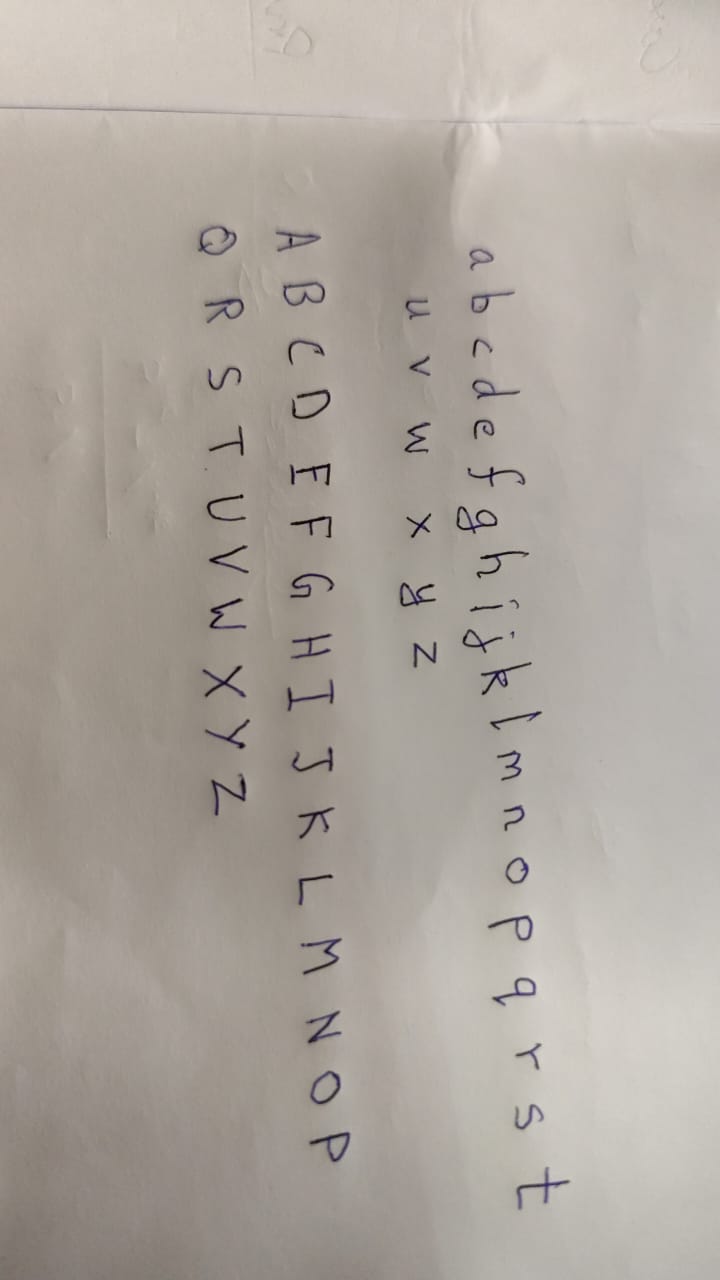 a b c d e f g h i j k l m n o p q r s t
u v w x y z
A B C D E F G H I J K L M N O P
Q R S T U V W X Y Z